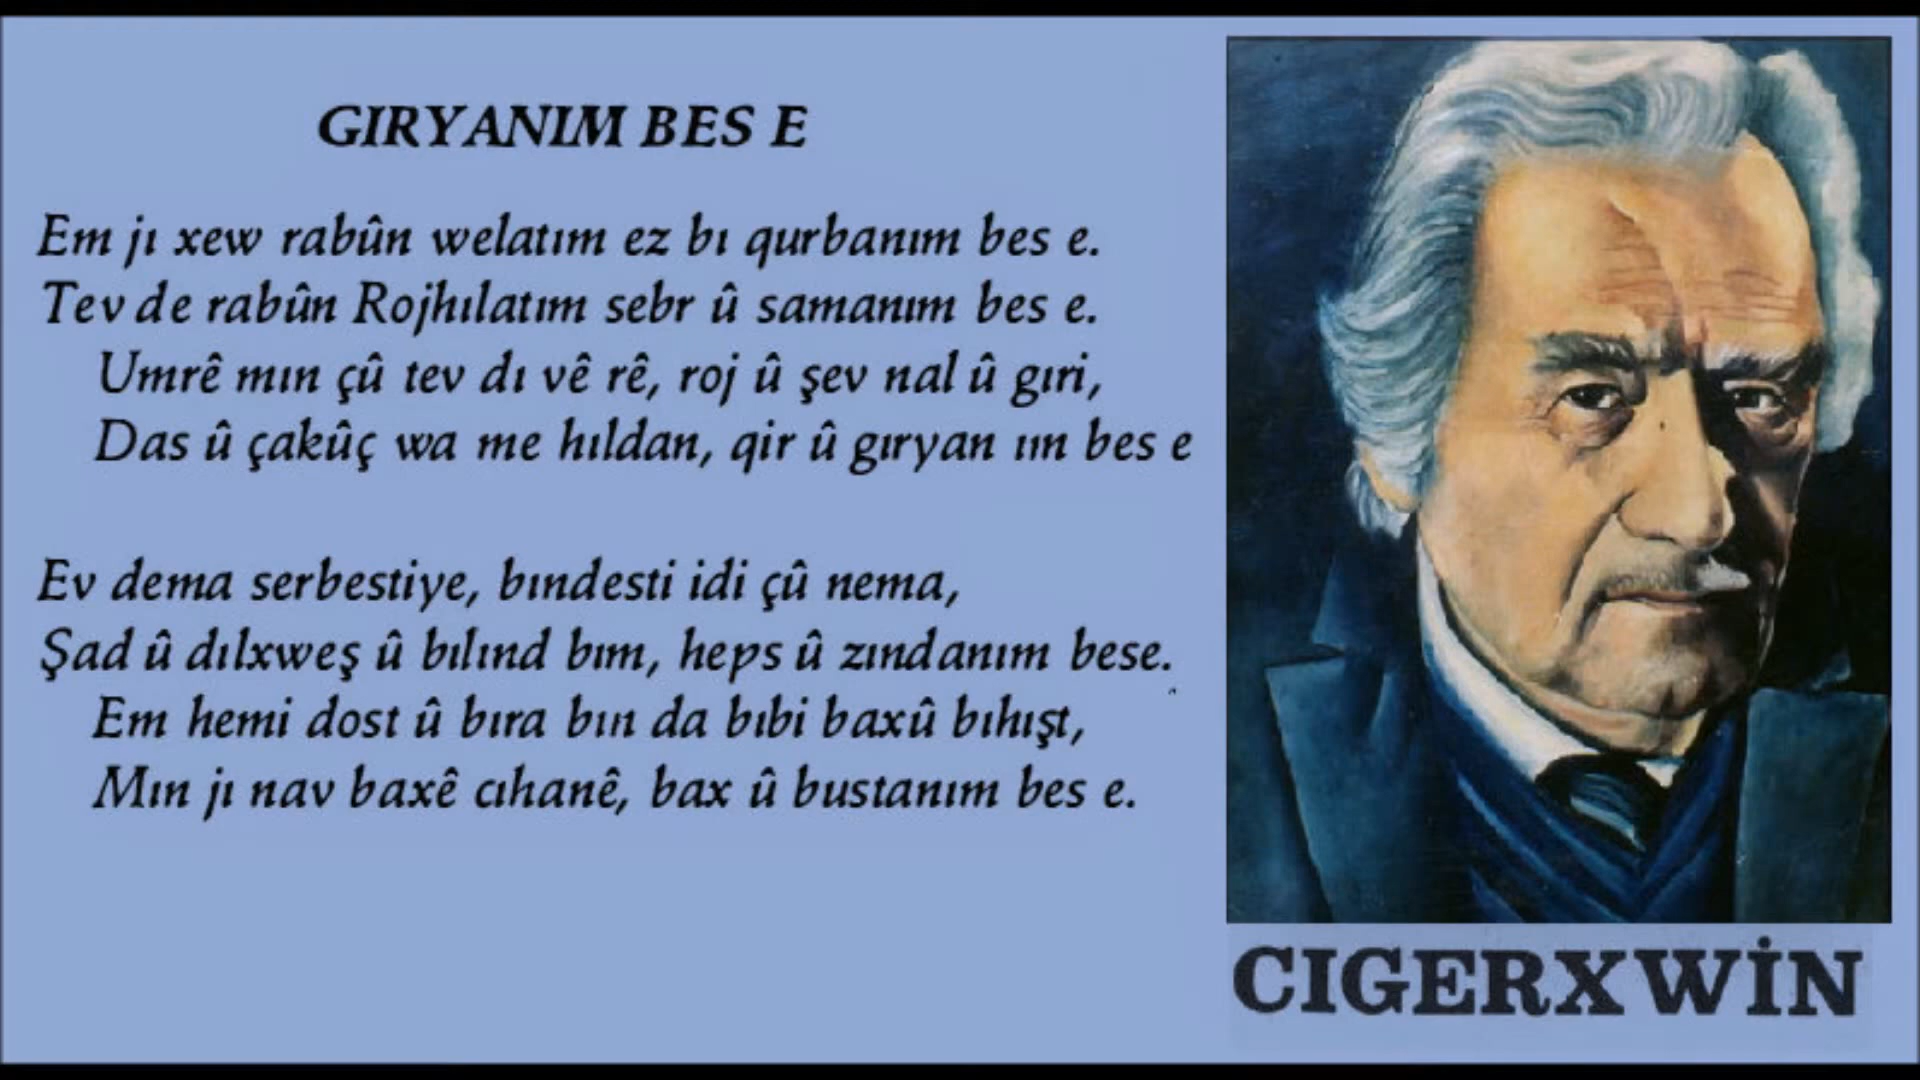 GIRYANIM BES E
Em jı xew rabûn welatım ez bı qurbanım bes e.
Tev de rabûn Rojhılatım sebr û samanım bes e.
Umrê mın çû tev dı vê rê, roj û şev nal û gıri,
Das û çakûç wa me hıldan, qir û gıryan ım bes e
Ev dema serbestiye, bındesti idi çû nema,
Şad û dılxweş û bılınd bım, heps û zındanım bese.
Em hemi dost û bıra bın da bıbi baxû bıhışt,
Mın jı nav baxê cıhanê, bax û bustanım bes e.
CIGERXWİN